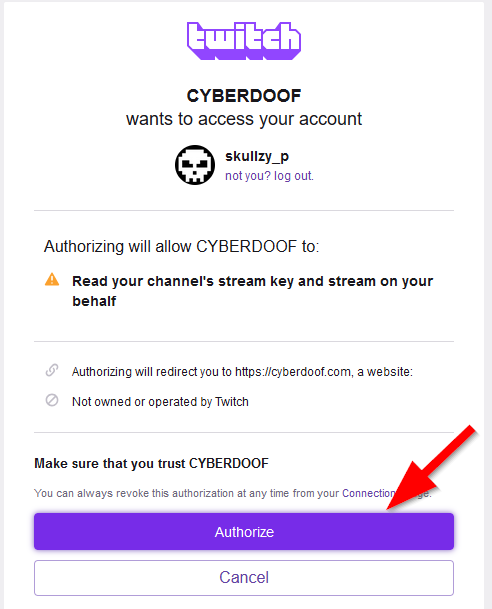 twitch
CYBERDOOF
wants to access your account
skullzy_p
not you? log out.
Authorizing will allow CYBERDOOF to:
Read your channel's stream key and stream on your
behalf
Authorizing will redirect you to https://cyberdoof.com, a website:
Not owned or operated by Twitch
Make sure that you trust CYBERDOOF
You can always revoke this authorization at any time from your Connection
Authorize
Cancel